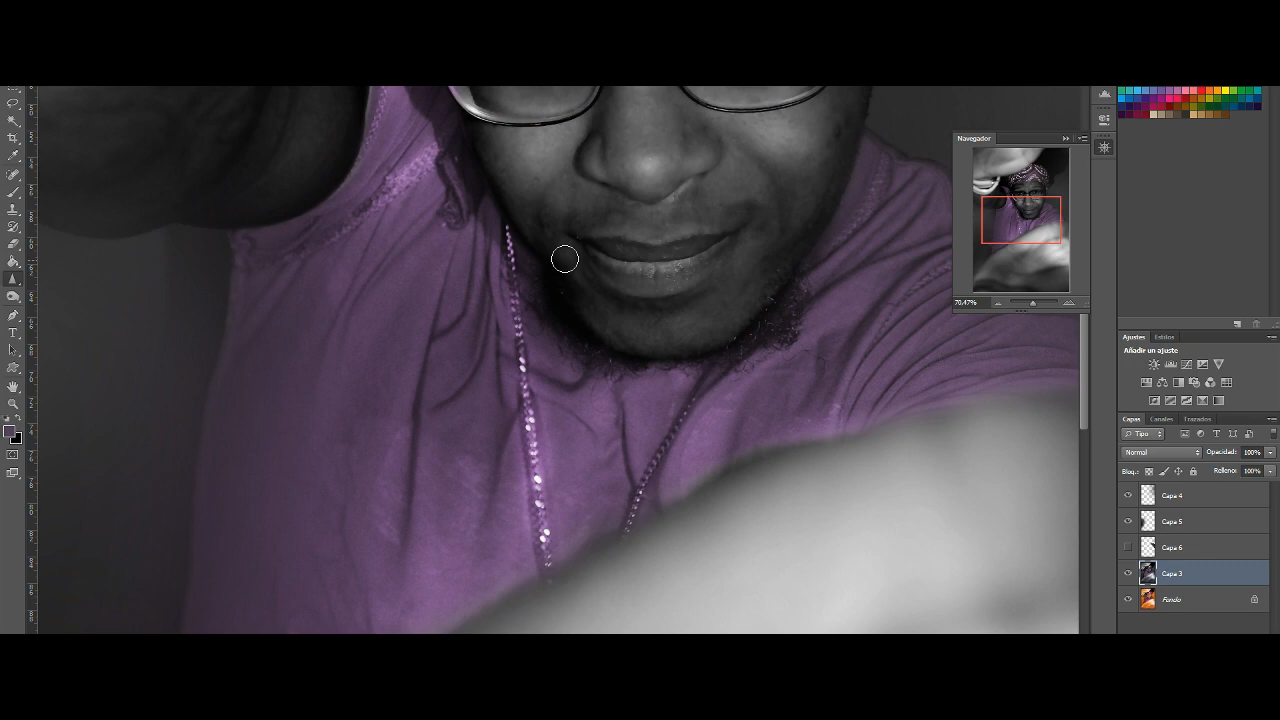 Navegador
70,47%
Ajustes Estilos
Añadir un ajuste
Capas Canales Trazados
Tipo
Normal Opacidad: 100%
Bloq.: Relleno: 100%
Capa 4
Capa 5
Capa 6
Capa 3
Fondo